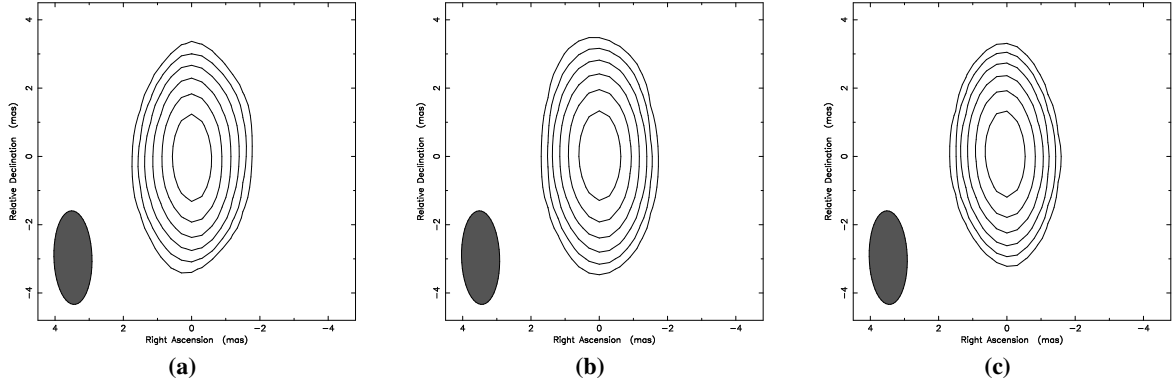 4 4 4
2 2 2
0 0 0
−2 −2 −2
−4 −4 −4
Relative Declination (mas) Relative Declination (mas) Relative Declination (mas)
4 2 0 −2 −4 4 2 0 −2 −4 4 2 0 −2 −4
Right Ascension (mas) Right Ascension (mas) Right Ascension (mas)
(a) (b) (c)